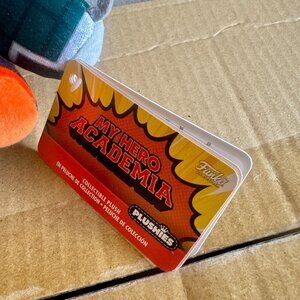 Funko
MY HERO
ACADEMIA
COLLECTIBLE PLUSH
EN PELUCHE DE COLLECTION • PELUCHE DE COLECCIÓN
PLUSHIES